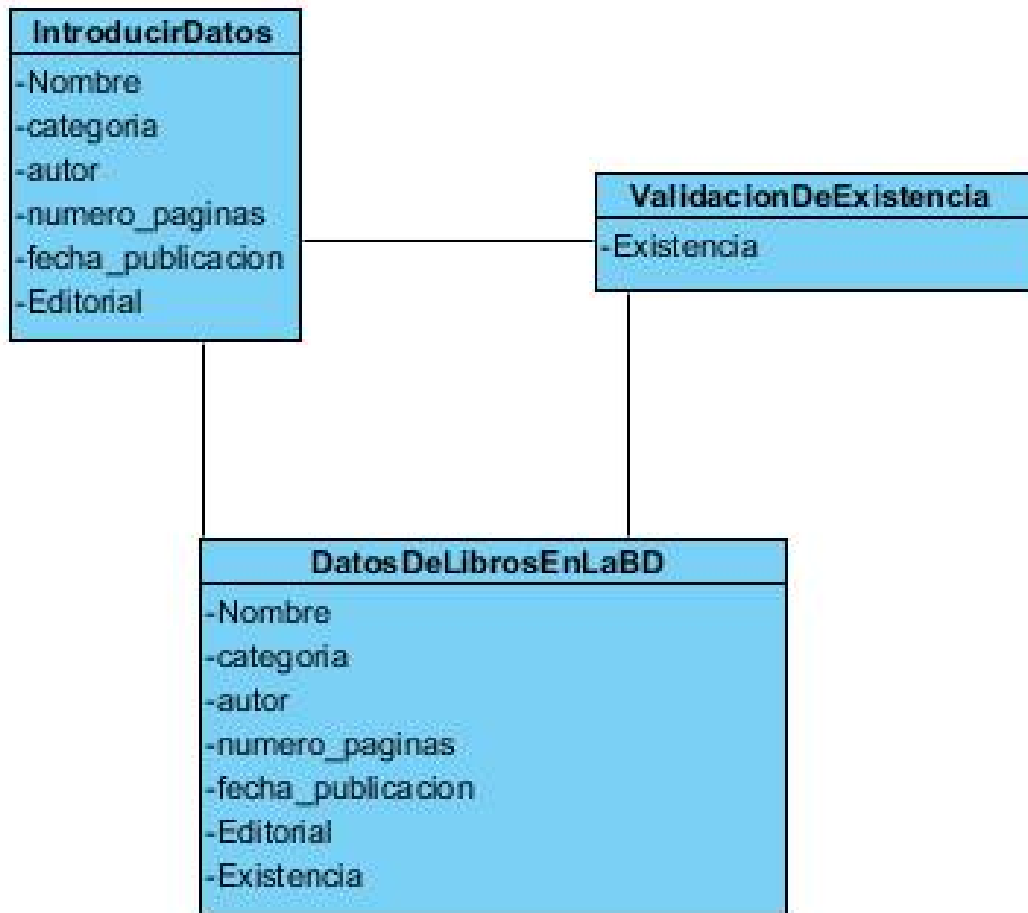 IntroducirDatos
-Nombre
-categoria
-autor
-numero_paginas
-fecha_publicacion
-Editorial
ValidacionDeExistencia
-Existencia
DatosDeLibrosEnLaBD
-Nombre
-categoria
-autor
-numero_paginas
-fecha_publicacion
-Editorial
-Existencia